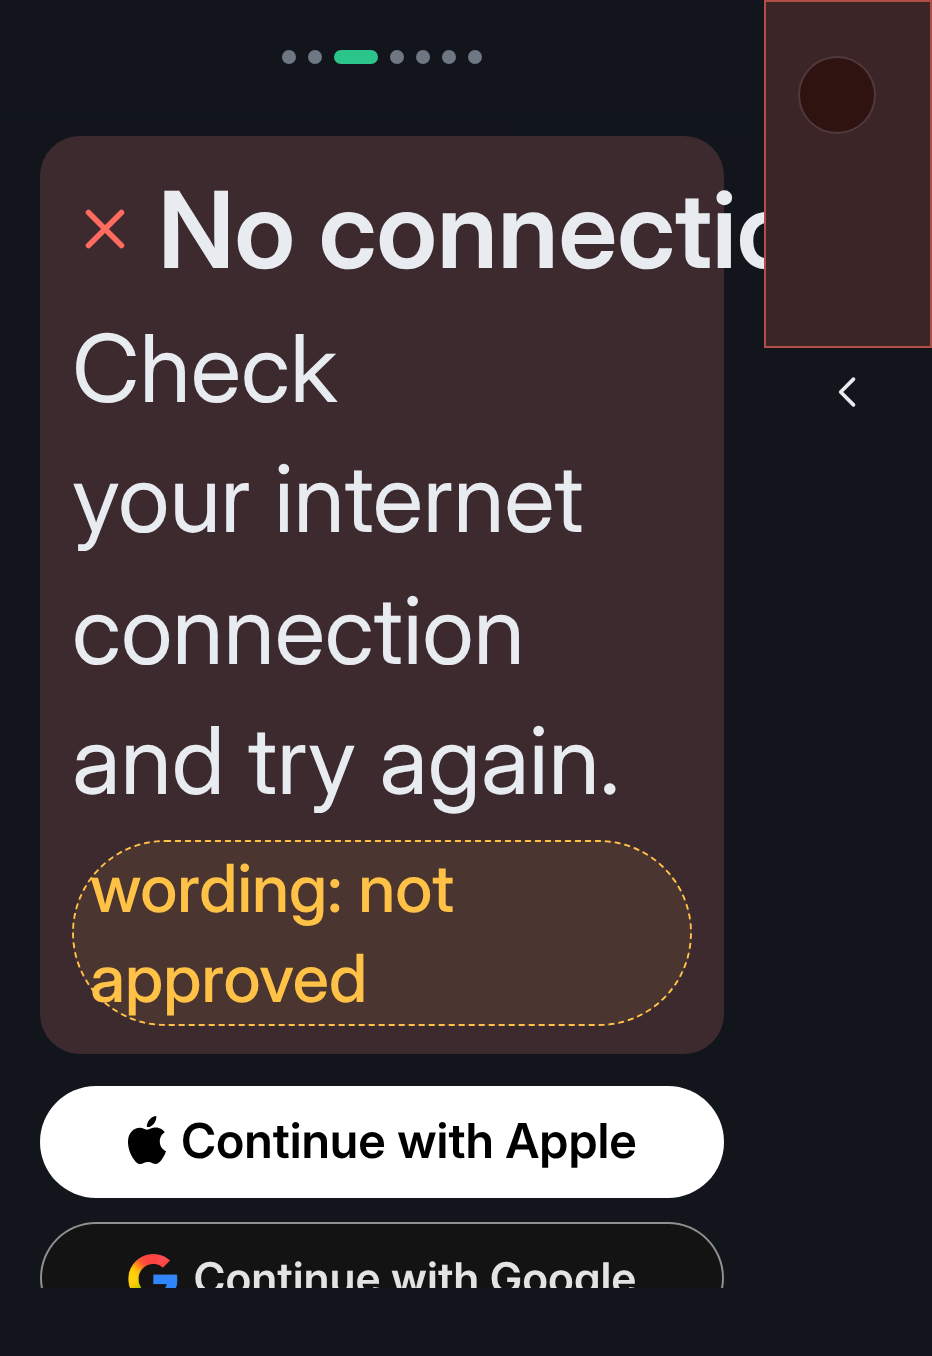 No connectio
Check
your internet
connection
and try again.
wording: not
approved
Continue with Apple
Continue with Google